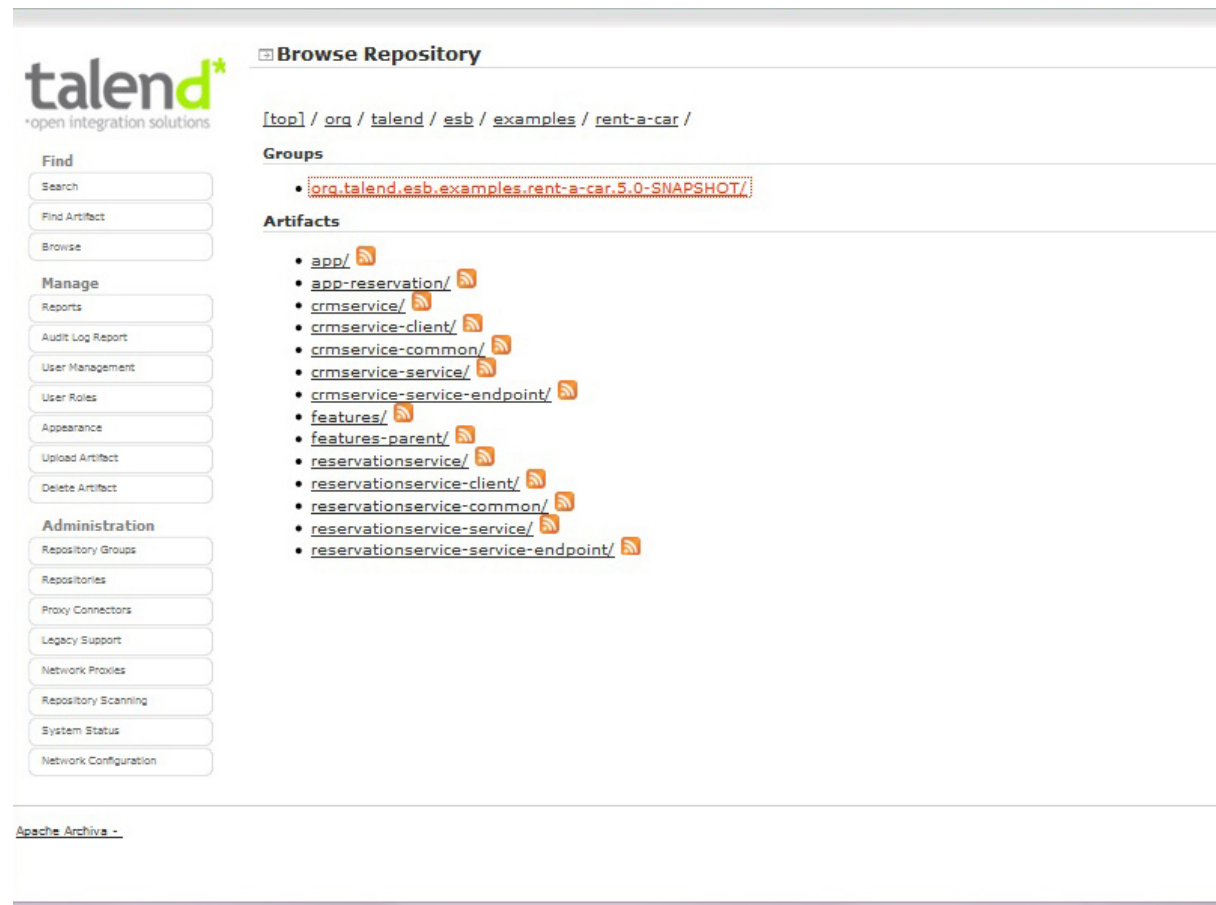 talend*
•open integration solutions
Find
Search
Find Artifact
Browse
Manage
Reports
Audit Log Report
User Management
User Roles
Appearance
Upload Artifact
Delete Artifact
Administration
Repository Groups
Repositories
Proxy Connectors
Legacy Support
Network Proxies
Repository Scanning
System Status
Network Configuration
Browse Repository
[top] / org / talend / esb / examples / rent-a-car /
Groups
• org.talend.esb.examples.rent-a-car.5.0-SNAPSHOT/
Artifacts
• app/
• app-reservation/
• crmservice/
• crmservice-client/
• crmservice-common/
• crmservice-service/
• crmservice-service-endpoint/
• features/
• features-parent/
• reservationservice/
• reservationservice-client/
• reservationservice-common/
• reservationservice-service/
• reservationservice-service-endpoint/
Apache Archiva -